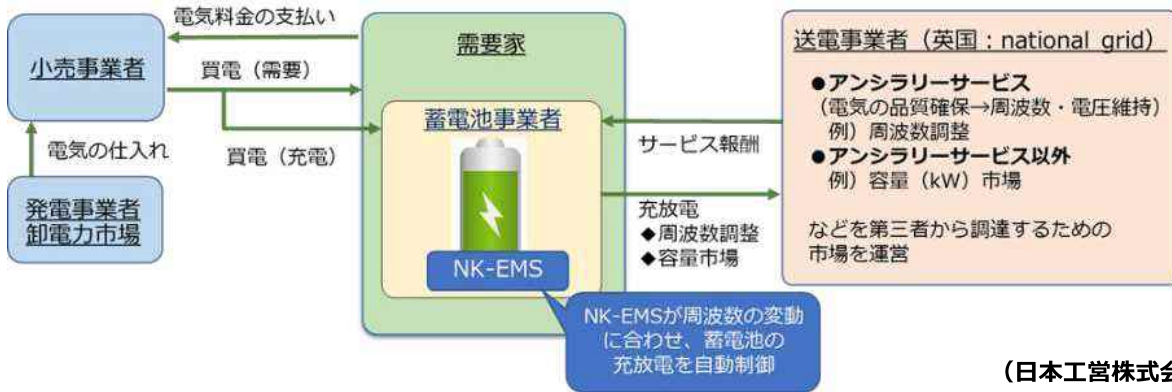 電気料金の支払い
小売事業者
買電（需要）
買電（充電）
電気の仕入れ
発電事業者
卸電力市場
需要家
蓄電池事業者
NK-EMS
NK-EMSが周波数の変動
に合わせ、蓄電池の
充放電を自動制御
サービス報酬
充放電
◆周波数調整
◆容量市場
送電事業者（英国：national grid）
●アンシラリーサービス
（電気の品質確保→周波数・電圧維持）
例）周波数調整
●アンシラリーサービス以外
例）容量（kW）市場
などを第三者から調達するための
市場を運営
（日本工営株式会